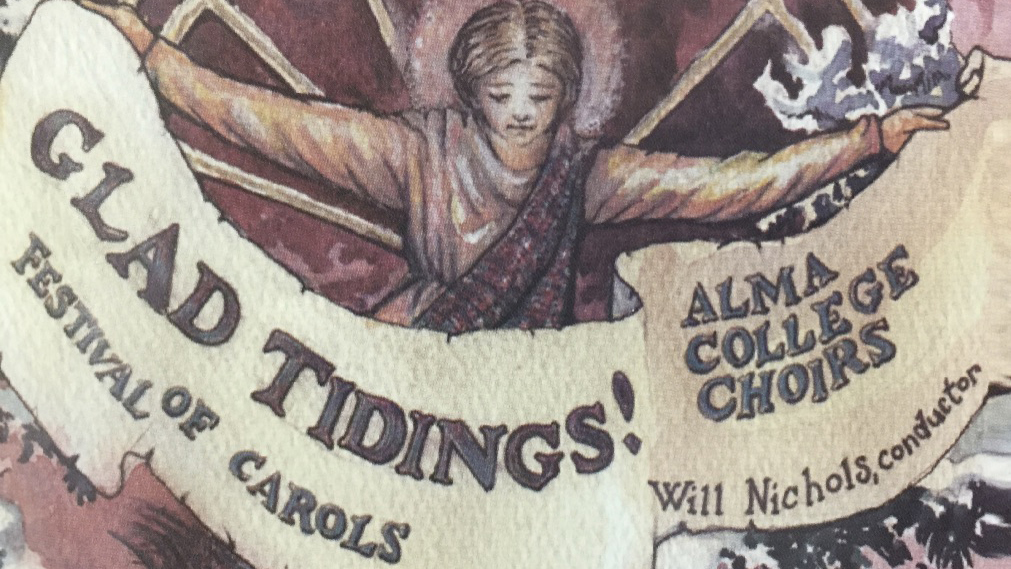 GLAD TIDINGS!
FESTIVAL OF CAROLS
ALMA
COLLEGE
CHOIRS
Will Nichols, conductor